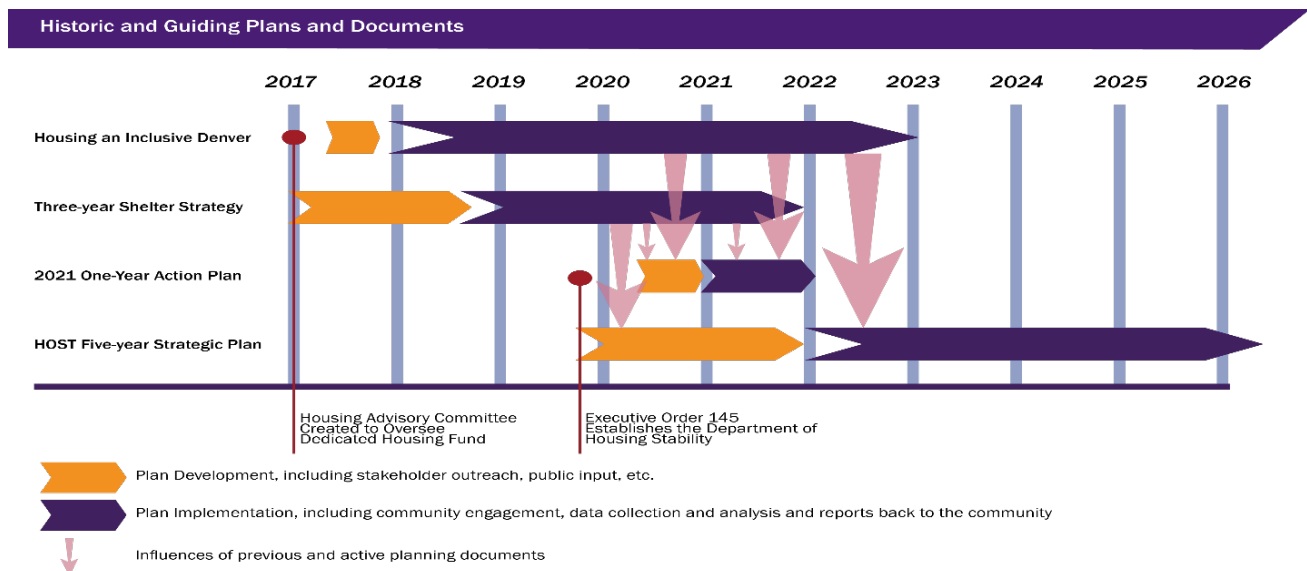 Historic and Guiding Plans and Documents
2017 2018 2019 2020 2021 2022 2023 2024 2025 2026
Housing an Inclusive Denver
Three-year Shelter Strategy
2021 One-Year Action Plan
HOST Five-year Strategic Plan
Housing Advisory Committee
Created to Oversee
Dedicated Housing Fund
Executive Order 145
Establishes the Department of
Housing Stability
Plan Development, including stakeholder outreach, public input, etc.
Plan Implementation, including community engagement, data collection and analysis and reports back to the community
Influences of previous and active planning documents